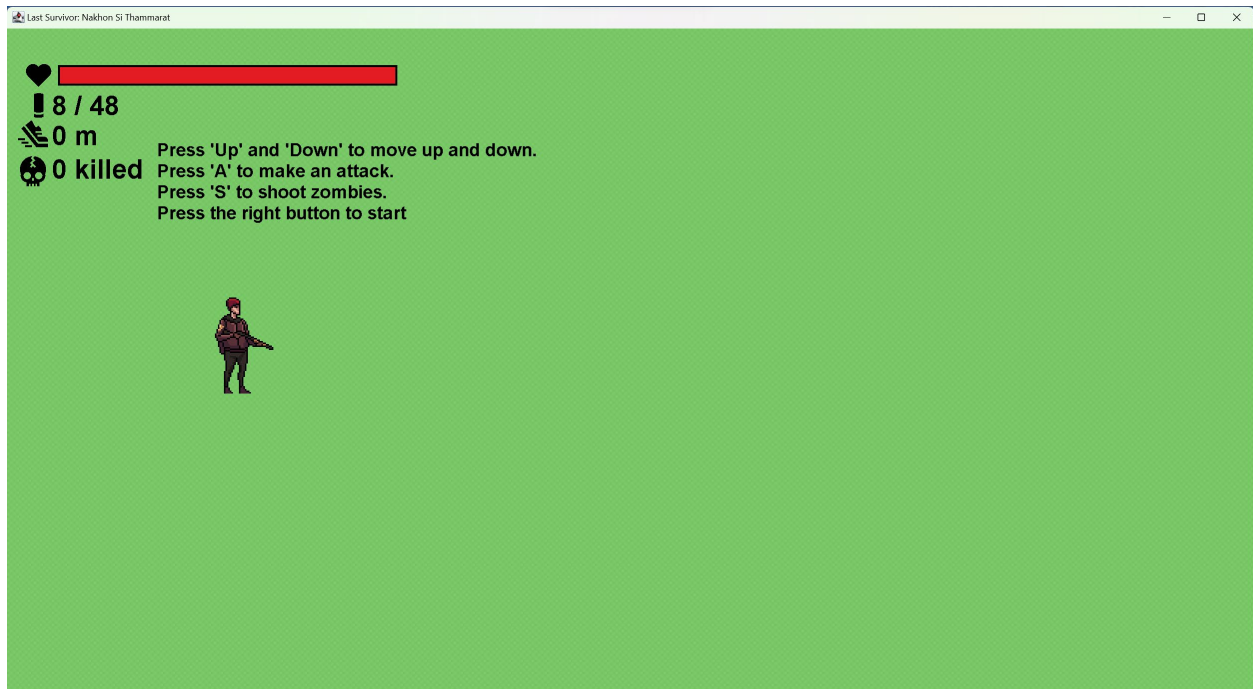 Last Survivor: Nakhon Si Thammarat
8 / 48
0 m
0 killed
Press 'Up' and 'Down' to move up and down.
Press 'A' to make an attack.
Press 'S' to shoot zombies.
Press the right button to start